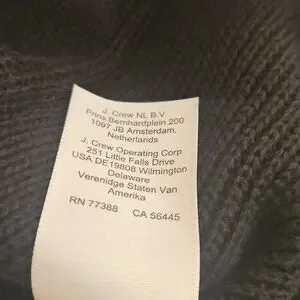 J. Crew NL B.V
Prins Bernhardplein 200
1097 JB Amsterdam,
Netherlands
J. Crew Operating Corp
251 Little Falls Drive
USA DE19808 Wilmington
Delaware
Verenidge Staten Van
Amerika
RN 77388 CA 56445